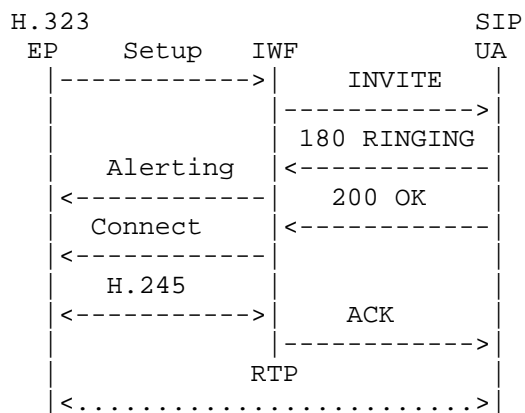 H.323 SIP
EP Setup IWF UA
|------------>| INVITE |
| |------------>|
| | 180 RINGING |
| Alerting |<------------|
|<------------| 200 OK |
| Connect |<------------|
|<------------| |
| H.245 | |
|<----------->| ACK |
| |------------>|
| RTP |
|<.........................>|